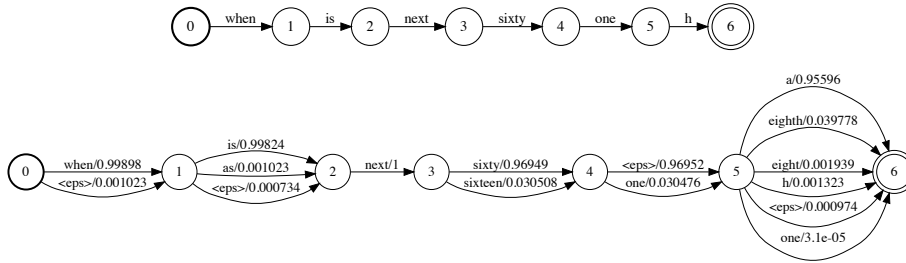 0 when 1 is 2 next 3 sixty 4 one 5 h 6
a/0.95596
eighth/0.039778
is/0.99824
0 when/0.99898 1 as/0.001023 2 next/1 3 sixty/0.96949 4 <eps>/0.96952 5 eight/0.001939 6
<eps>/0.001023 <eps>/0.000734 sixteen/0.030508 one/0.030476 h/0.001323
<eps>/0.000974
one/3.1e-05